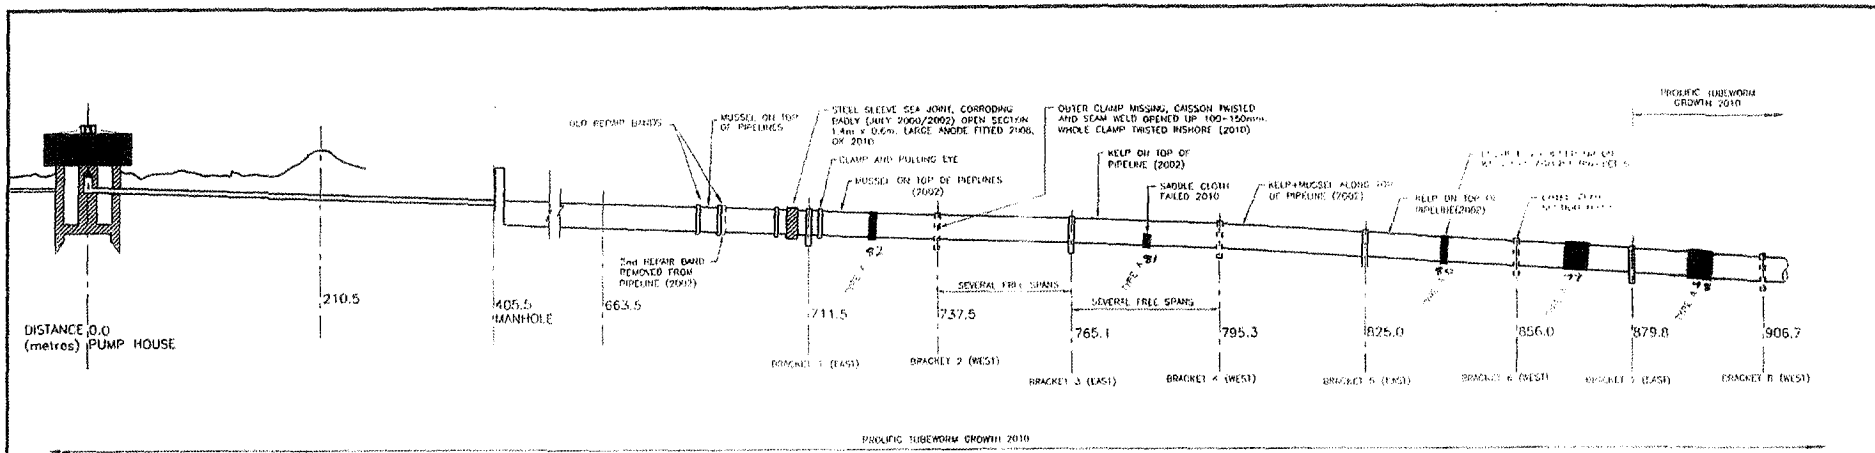 PROLIFIC TUBEWORM
GROWTH 2010
OLD REPAIR BANDS
MUSSEL ON TOP
OF PIPELINES
STEEL SLEEVE SEA JOINT, CORRODING
BADLY (JULY 2000/2002) OPEN SECTION
1.4m x 0.6m. LARGE ANODE FITTED 2008,
OK 2010
CLAMP AND PULLING EYE
MUSSEL ON TOP OF PIEPLINES
(2002)
OUTER CLAMP MISSING, CAISSON TWISTED
AND SEAM WELD OPENED UP 100-150mm.
WHOLE CLAMP TWISTED INSHORE (2010)
KELP ON TOP OF
PIPELINE (2002)
SADDLE CLOTH
FAILED 2010
KELP+MUSSEL ALONG TOP
OF PIPELINE (2002)
KELP ON TOP OF
PIPELINE(2002)
2nd REPAIR BAND
REMOVED FROM
PIPELINE (2002)
82
81
80
SEVERAL FREE SPANS
SEVERAL FREE SPANS
DISTANCE 0.0
(metres) PUMP HOUSE
210.5
405.5
MANHOLE
663.5
711.5
737.5
765.1
795.3
825.0
856.0
879.8
906.7
BRACKET 1 (EAST)
BRACKET 2 (WEST)
BRACKET 3 (EAST)
BRACKET 4 (WEST)
BRACKET 5 (EAST)
BRACKET 6 (WEST)
BRACKET 7 (EAST)
BRACKET 8 (WEST)
PROLIFIC TUBEWORM GROWTH 2010